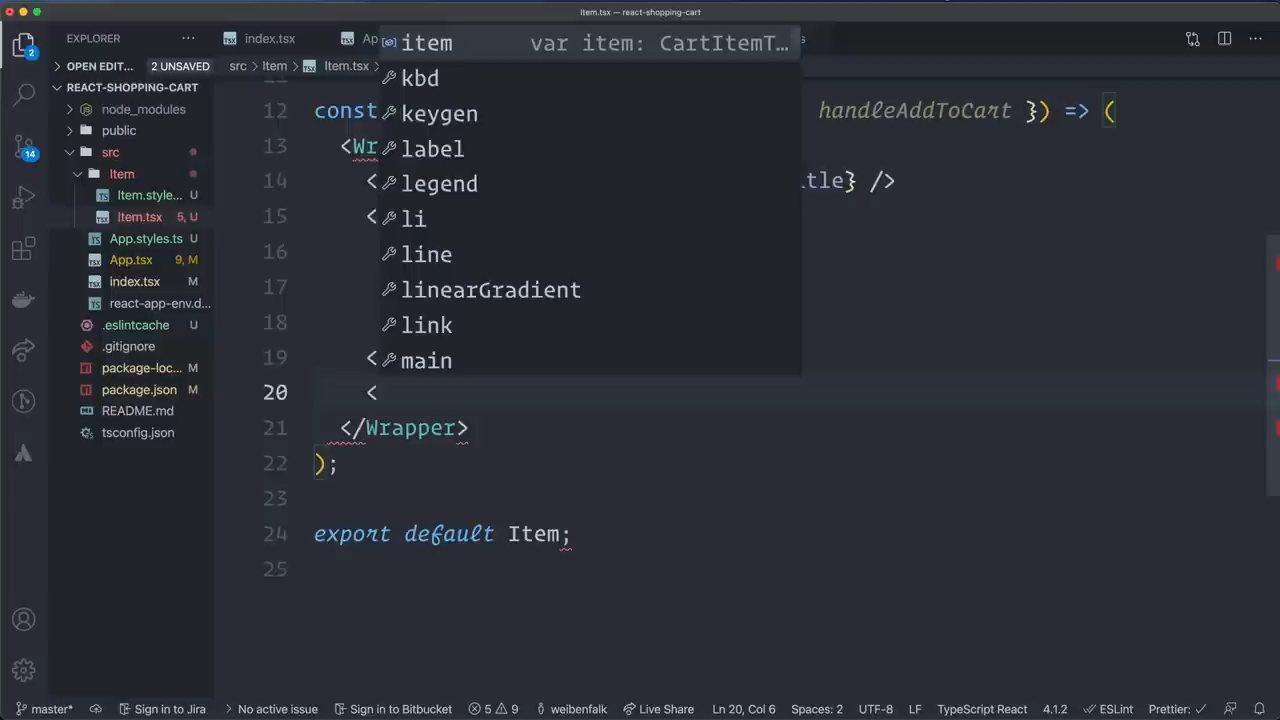 Item.tsx — react-shopping-cart
EXPLORER
index.tsx
Ap
s
OPEN EDIT... 2 UNSAVED
src > Item > Item.tsx
REACT-SHOPPING-CART
node_modules
public
src
Item
Item.style... U
Item.tsx 5, U
App.styles.ts U
App.tsx 9, M
index.tsx M
react-app-env.d...
.eslintcache U
.gitignore
package-loc... M
package.json M
README.md
tsconfig.json
2
14
item var item: CartItemT...
kbd
keygen
label
legend
li
line
linearGradient
link
main
12 const handleAddToCart }) => (
13 <Wr
14 < tle} />
15 <
16
17
18
19 <
20 <
21 </Wrapper>
22 );
23
24 export default Item;
25
master* Sign in to Jira No active issue Sign in to Bitbucket 5 9 weibenfalk Live Share Ln 20, Col 6 Spaces: 2 UTF-8 LF TypeScript React 4.1.2 ESLint Prettier: ✓